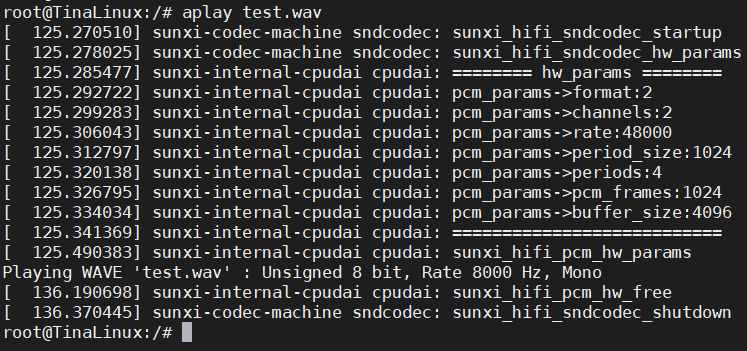 root@TinaLinux:/# aplay test.wav
[  125.270510] sunxi-codec-machine sndcodec: sunxi_hifi_sndcodec_startup
[  125.278025] sunxi-codec-machine sndcodec: sunxi_hifi_sndcodec_hw_params
[  125.285477] sunxi-internal-cpudai cpudai: ======== hw_params ========
[  125.292722] sunxi-internal-cpudai cpudai: pcm_params->format:2
[  125.299283] sunxi-internal-cpudai cpudai: pcm_params->channels:2
[  125.306043] sunxi-internal-cpudai cpudai: pcm_params->rate:48000
[  125.312797] sunxi-internal-cpudai cpudai: pcm_params->period_size:1024
[  125.320138] sunxi-internal-cpudai cpudai: pcm_params->periods:4
[  125.326795] sunxi-internal-cpudai cpudai: pcm_params->pcm_frames:1024
[  125.334034] sunxi-internal-cpudai cpudai: pcm_params->buffer_size:4096
[  125.341369] sunxi-internal-cpudai cpudai: ===========================
[  125.490383] sunxi-internal-cpudai cpudai: sunxi_hifi_pcm_hw_params
Playing WAVE 'test.wav' : Unsigned 8 bit, Rate 8000 Hz, Mono
[  136.190698] sunxi-internal-cpudai cpudai: sunxi_hifi_pcm_hw_free
[  136.370445] sunxi-codec-machine sndcodec: sunxi_hifi_sndcodec_shutdown
root@TinaLinux:/#